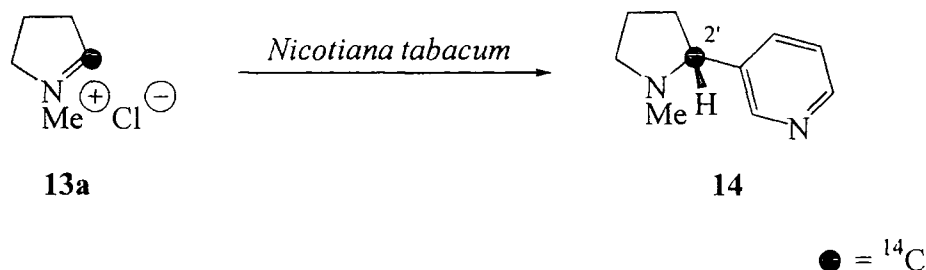 Nicotiana tabacum
2'
N
Me
+
Cl
−
N
Me
H
N
13a
14
= ¹⁴C